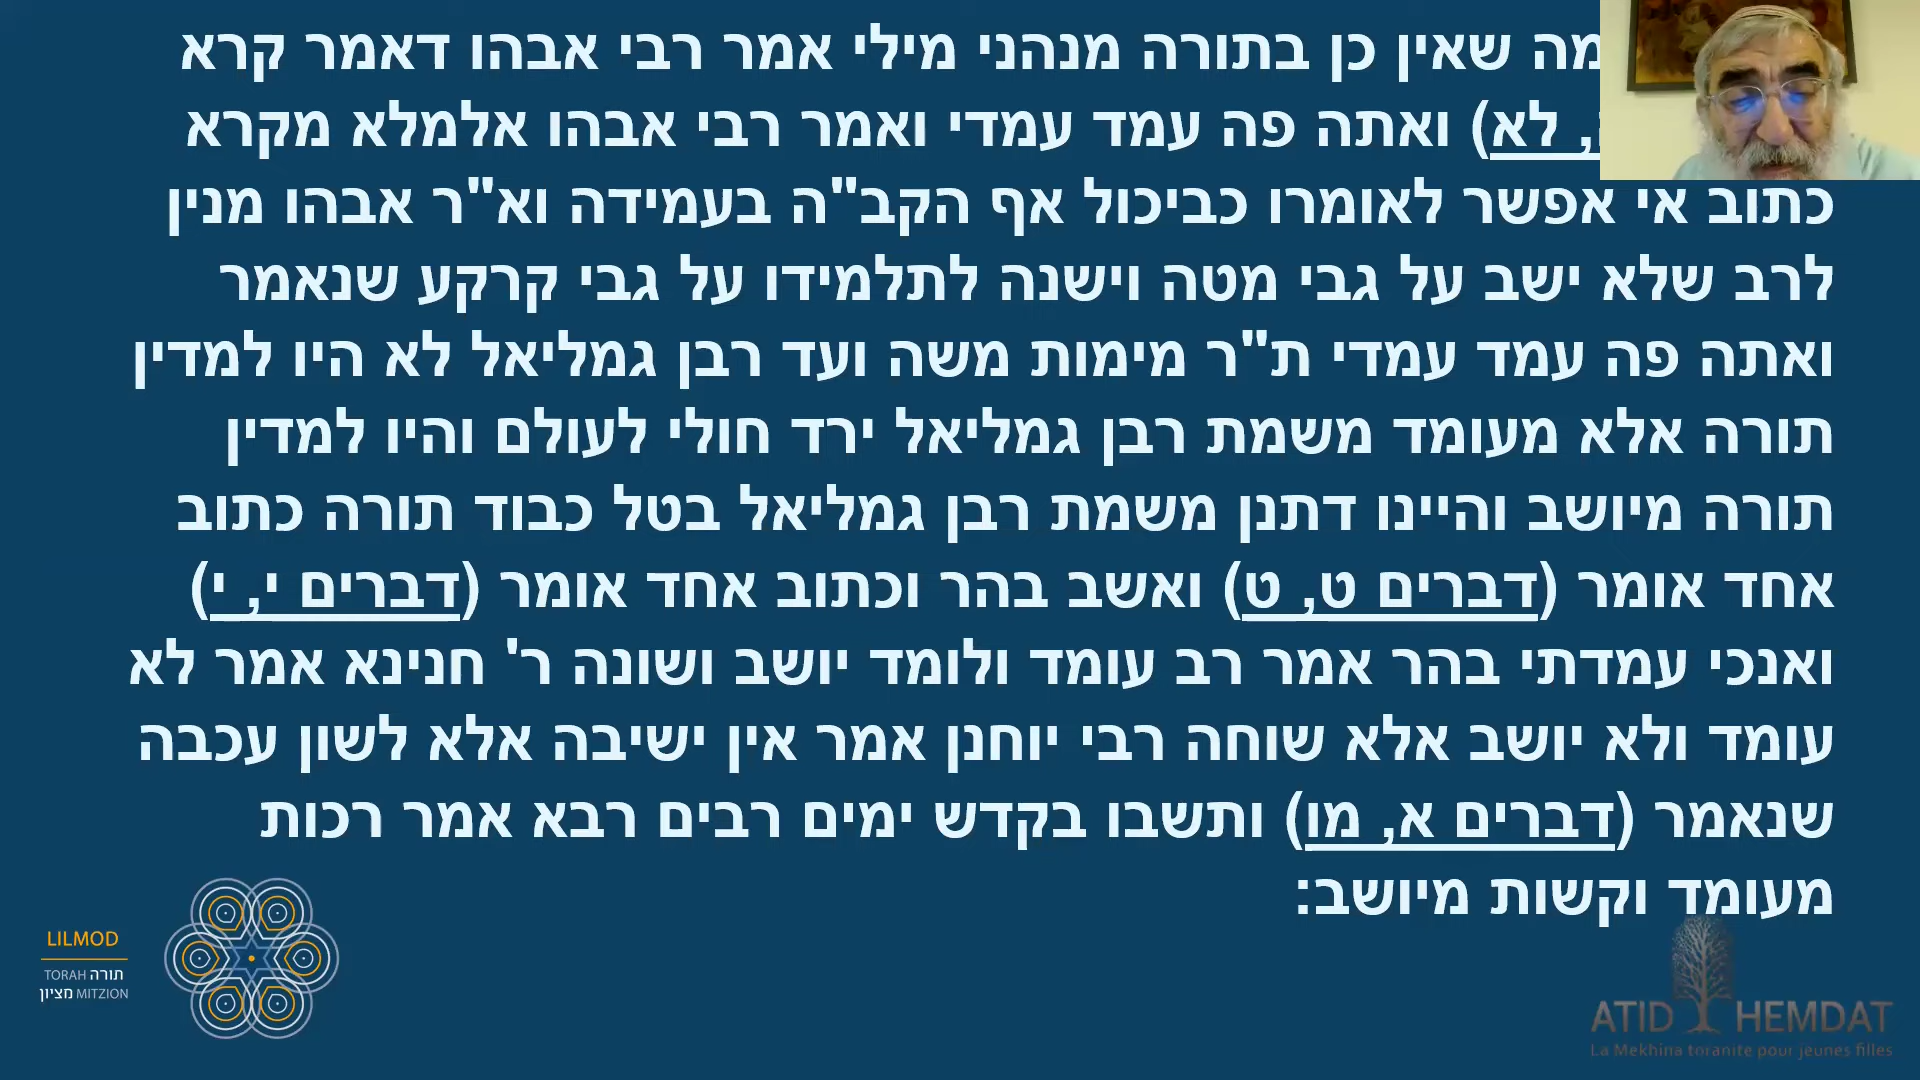 מה שאין כן בתורה מנהני מילי אמר רבי אבהו דאמר קרא
לא) ואתה פה עמד עמדי ואמר רבי אבהו אלמלא מקרא
כתוב אי אפשר לאומרו כביכול אף הקב"ה בעמידה וא"ר אבהו מנין
לרב שלא ישב על גבי מטה וישנה לתלמידו על גבי קרקע שנאמר
ואתה פה עמד עמדי ת"ר מימות משה ועד רבן גמליאל לא היו למדין
תורה אלא מעומד משמת רבן גמליאל ירד חולי לעולם והיו למדין
תורה מיושב והיינו דתנן משמת רבן גמליאל בטל כבוד תורה כתוב
אחד אומר (דברים ט, ט) ואשב בהר וכתוב אחד אומר (דברים י, י)
ואנכי עמדתי בהר אמר רב עומד ולומד יושב ושונה ר' חנינא אמר לא
עומד ולא יושב אלא שוחה רבי יוחנן אמר אין ישיבה אלא לשון עכבה
שנאמר (דברים א, מו) ותשבו בקדש ימים רבים רבא אמר רכות
מעומד וקשות מיושב:
LILMOD
TORAH תורה
מציון MITZION
ATID HEMDAT
La Mekhina toranite pour jeunes filles